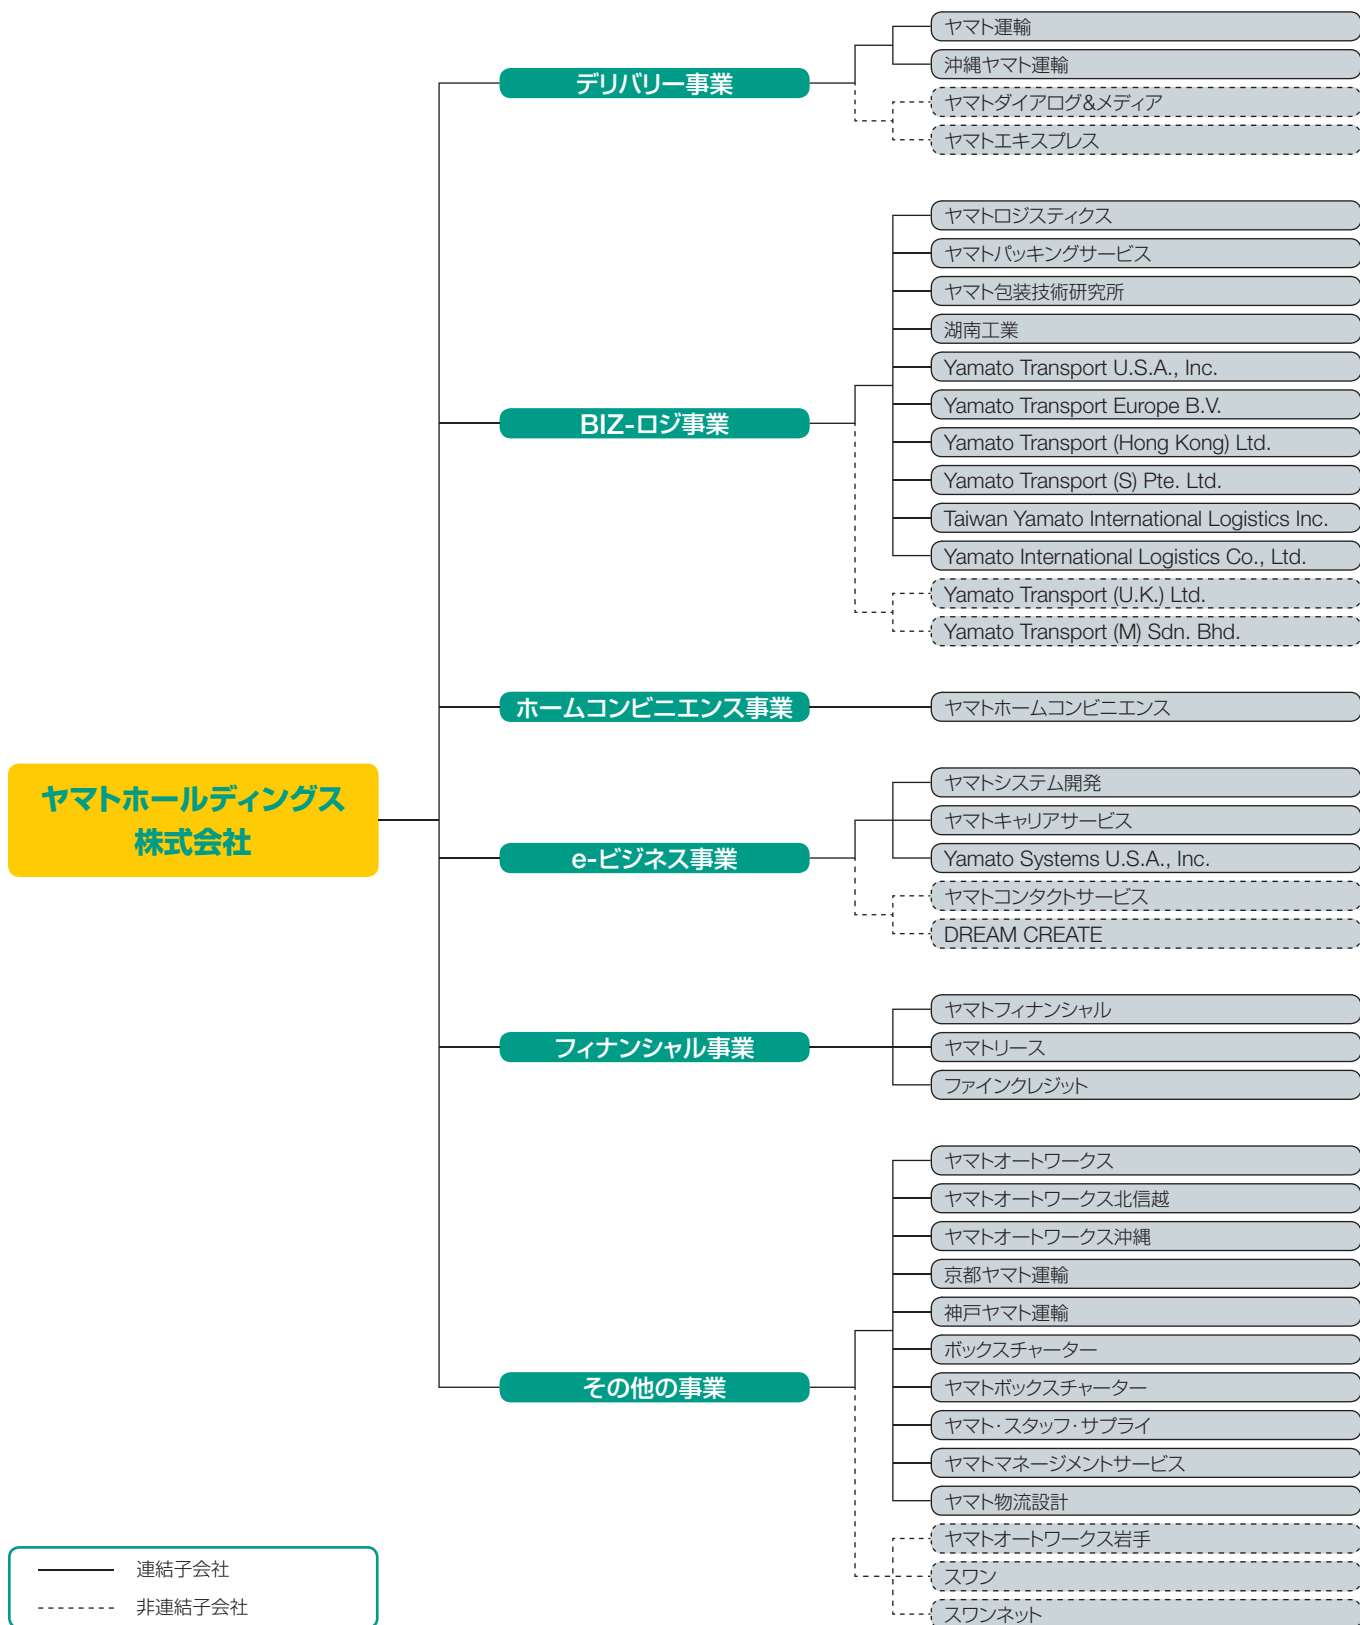 ヤマトホールディングス
株式会社
デリバリー事業
ヤマト運輸
沖縄ヤマト運輸
ヤマトダイアログ&メディア
ヤマトエキスプレス
BIZ-ロジ事業
ヤマトロジスティクス
ヤマトパッキングサービス
ヤマト包装技術研究所
湖南工業
Yamato Transport U.S.A., Inc.
Yamato Transport Europe B.V.
Yamato Transport (Hong Kong) Ltd.
Yamato Transport (S) Pte. Ltd.
Taiwan Yamato International Logistics Inc.
Yamato International Logistics Co., Ltd.
Yamato Transport (U.K.) Ltd.
Yamato Transport (M) Sdn. Bhd.
ホームコンビニエンス事業
ヤマトホームコンビニエンス
e-ビジネス事業
ヤマトシステム開発
ヤマトキャリアサービス
Yamato Systems U.S.A., Inc.
ヤマトコンタクトサービス
DREAM CREATE
フィナンシャル事業
ヤマトフィナンシャル
ヤマトリース
ファインクレジット
その他の事業
ヤマトオートワークス
ヤマトオートワークス北信越
ヤマトオートワークス沖縄
京都ヤマト運輸
神戸ヤマト運輸
ボックスチャーター
ヤマトボックスチャーター
ヤマト・スタッフ・サプライ
ヤマトマネージメントサービス
ヤマト物流設計
ヤマトオートワークス岩手
スワン
スワンネット
連結子会社
非連結子会社